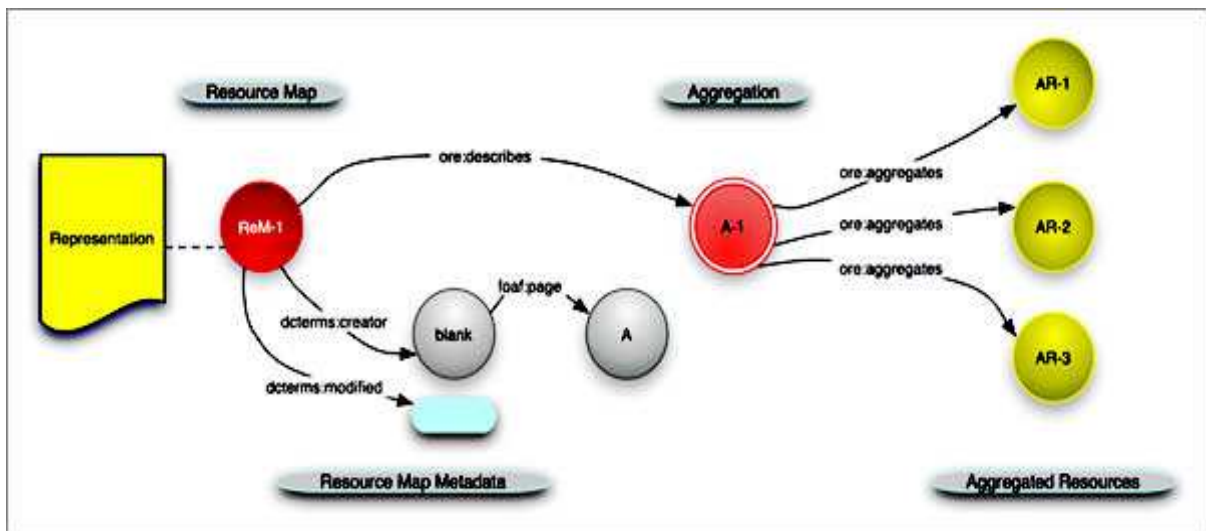 Resource Map
Aggregation
AR-1
ore:describes
ore:aggregates
Representation
ReM-1
A-1
ore:aggregates
AR-2
ore:aggregates
foaf:page
dcterms:creator
blank
A
AR-3
dcterms:modified
Resource Map Metadata
Aggregated Resources